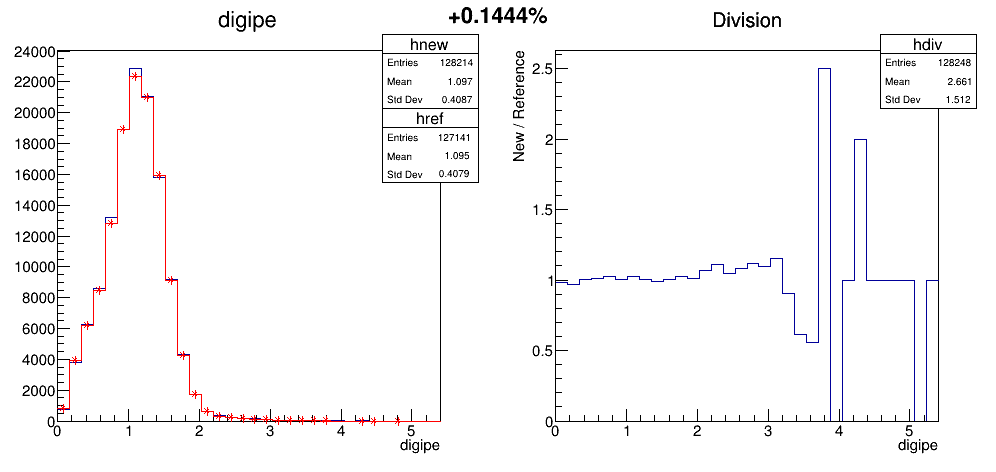 +0.1444%
digipe
hnew
Entries 128214
Mean 1.097
Std Dev 0.4087
href
Entries 127141
Mean 1.095
Std Dev 0.4079
24000
22000
20000
18000
16000
14000
12000
10000
8000
6000
4000
2000
0
0 1 2 3 4 5
digipe
Division
hdiv
Entries 128248
Mean 2.661
Std Dev 1.512
New / Reference
2.5
2
1.5
1
0.5
0
0 1 2 3 4 5
digipe